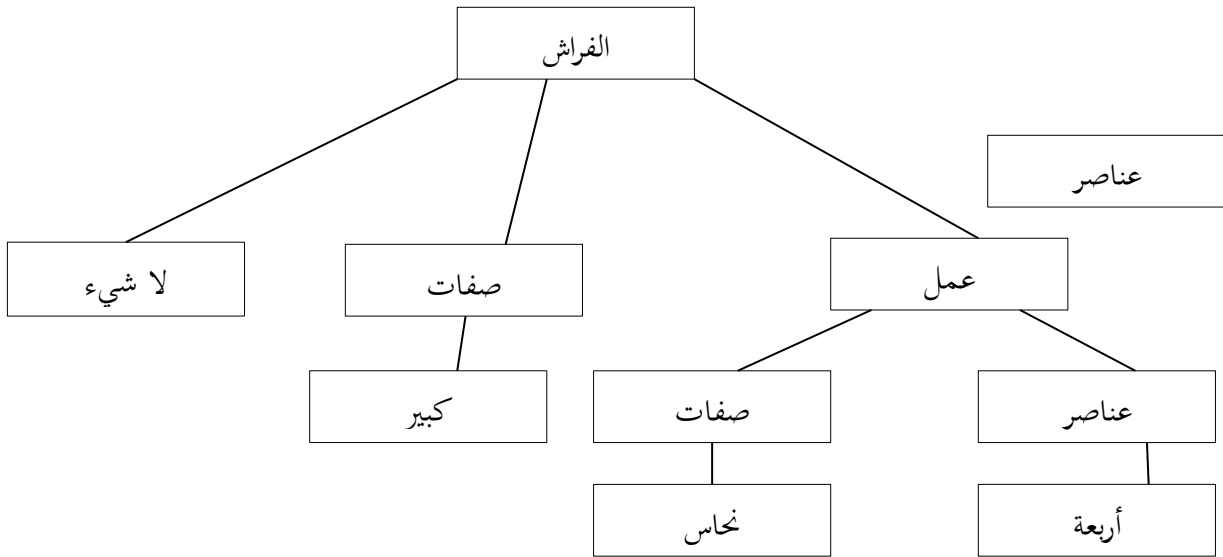 الفراش
عناصر
عمل
صفات
لا شيء
عناصر
صفات
كبير
أربعة
نحاس